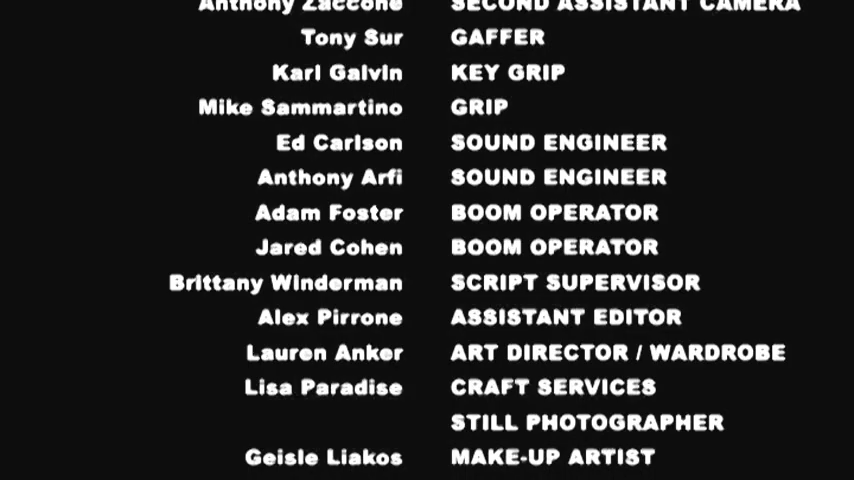 Anthony Zaccone SECOND ASSISTANT CAMERA
Tony Sur GAFFER
Karl Galvin KEY GRIP
Mike Sammartino GRIP
Ed Carlson SOUND ENGINEER
Anthony Arfi SOUND ENGINEER
Adam Foster BOOM OPERATOR
Jared Cohen BOOM OPERATOR
Brittany Winderman SCRIPT SUPERVISOR
Alex Pirrone ASSISTANT EDITOR
Lauren Anker ART DIRECTOR / WARDROBE
Lisa Paradise CRAFT SERVICES
STILL PHOTOGRAPHER
Geisle Liakos MAKE-UP ARTIST